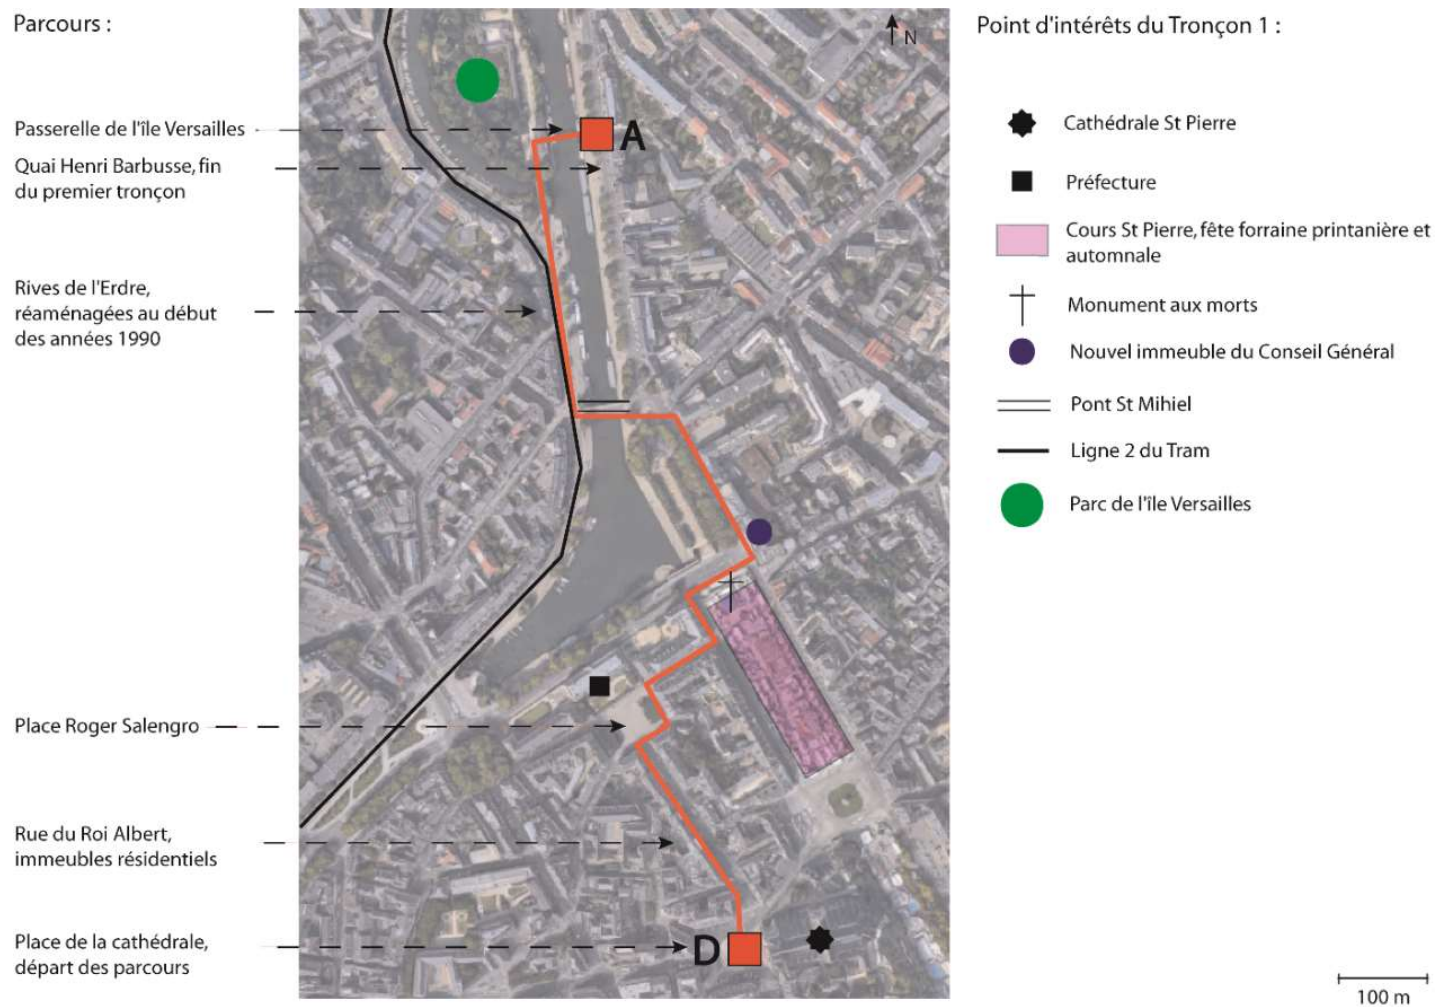 Parcours :
Passerelle de l'île Versailles
Quai Henri Barbusse, fin
du premier tronçon
Rives de l'Erdre,
réaménagées au début
des années 1990
Place Roger Salengro
Rue du Roi Albert,
immeubles résidentiels
Place de la cathédrale,
départ des parcours
N
A
D
Point d'intérêts du Tronçon 1 :
Cathédrale St Pierre
Préfecture
Cours St Pierre, fête forraine printanière et
automnale
Monument aux morts
Nouvel immeuble du Conseil Général
Pont St Mihiel
Ligne 2 du Tram
Parc de l'île Versailles
100 m